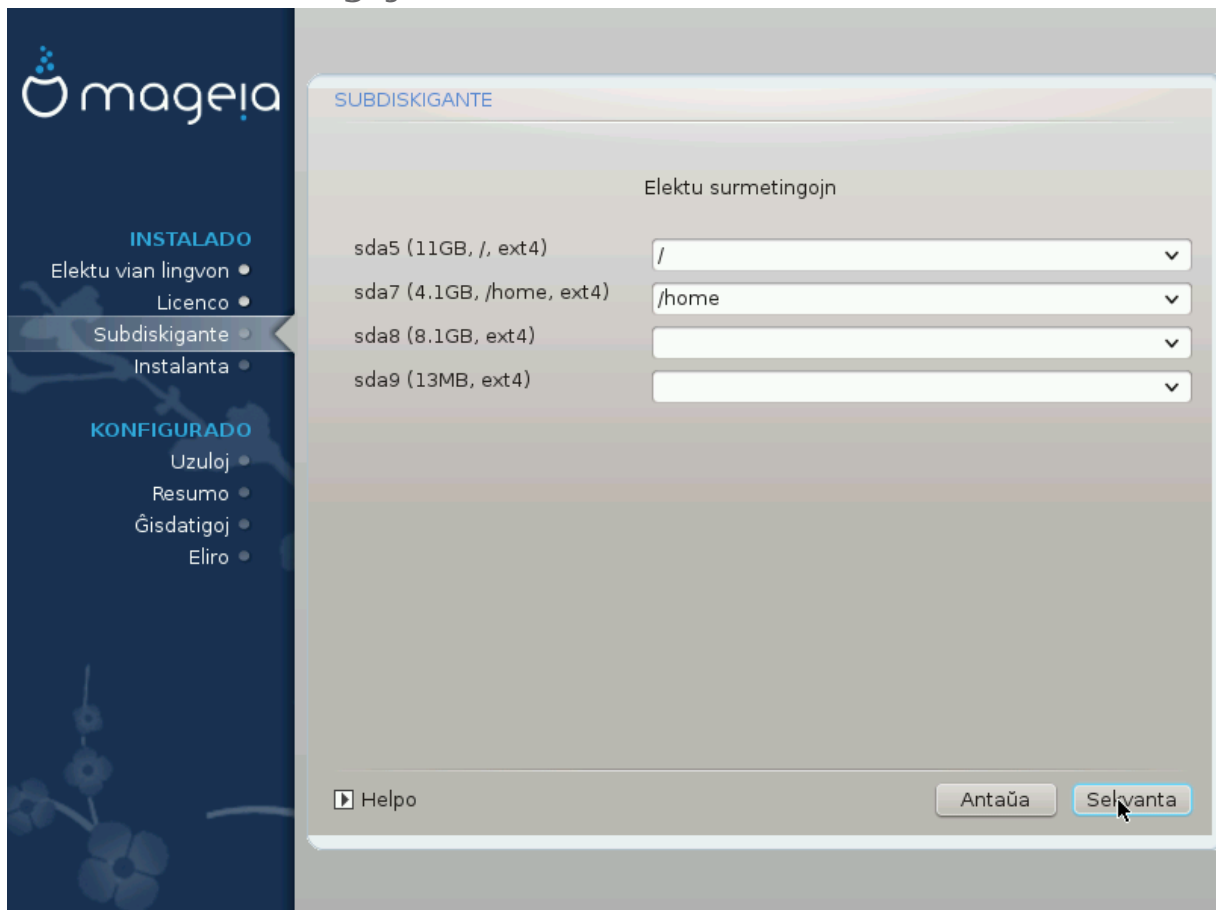 mageia
SUBDISKIGANTE
Elektu surmetingojn
INSTALADO
Elektu vian lingvon
Licenco
Subdiskigante
Instalanta
KONFIGURADO
Uzuloj
Resumo
Ĝisdatigoj
Eliro
sda5 (11GB, /, ext4)
/
sda7 (4.1GB, /home, ext4)
/home
sda8 (8.1GB, ext4)
sda9 (13MB, ext4)
Helpo
Antaŭa
Sekvanta